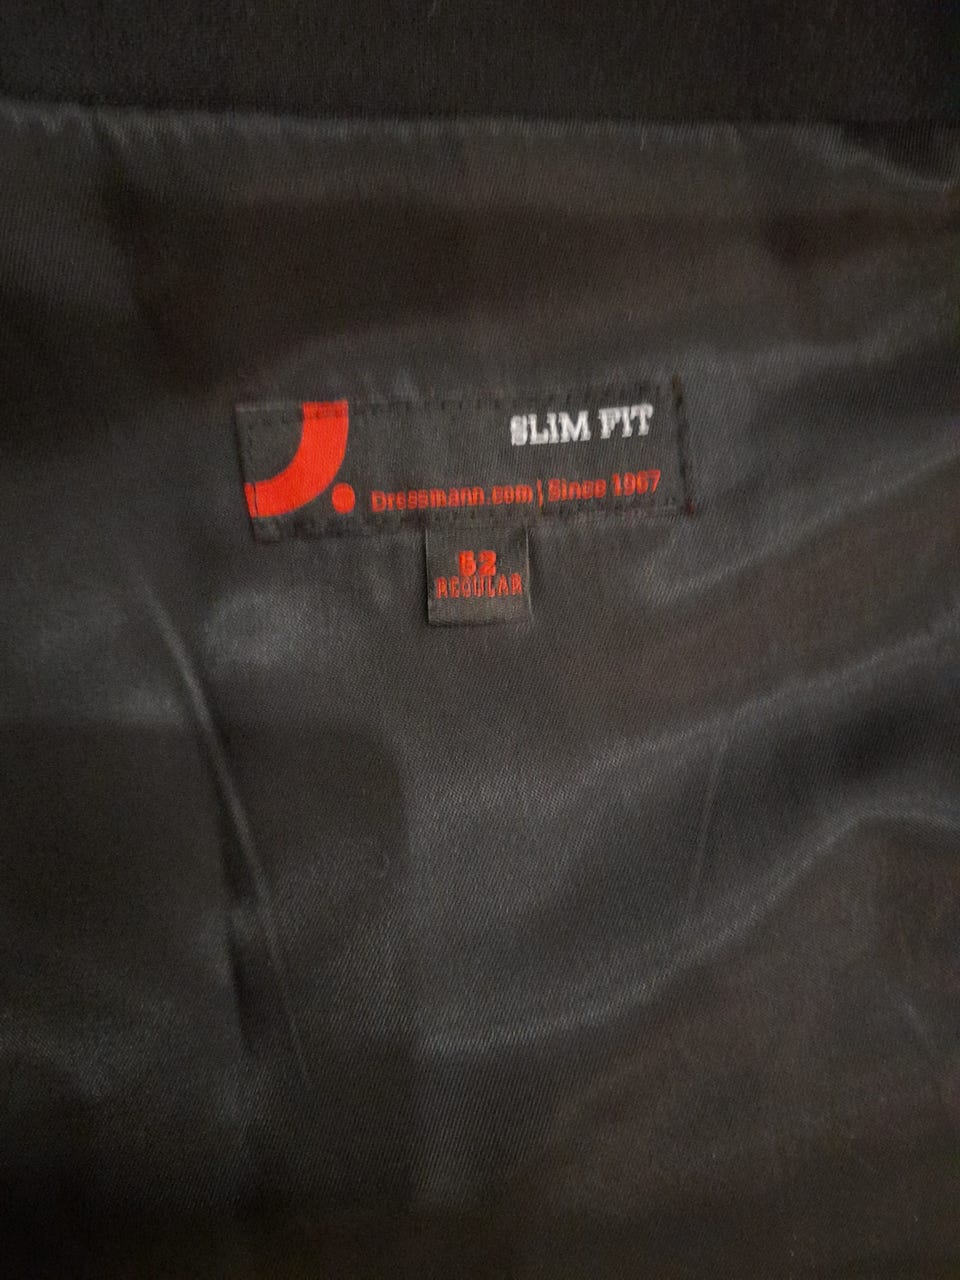 SLIM FIT
Dressmann.com | Since 1967
52
REGULAR